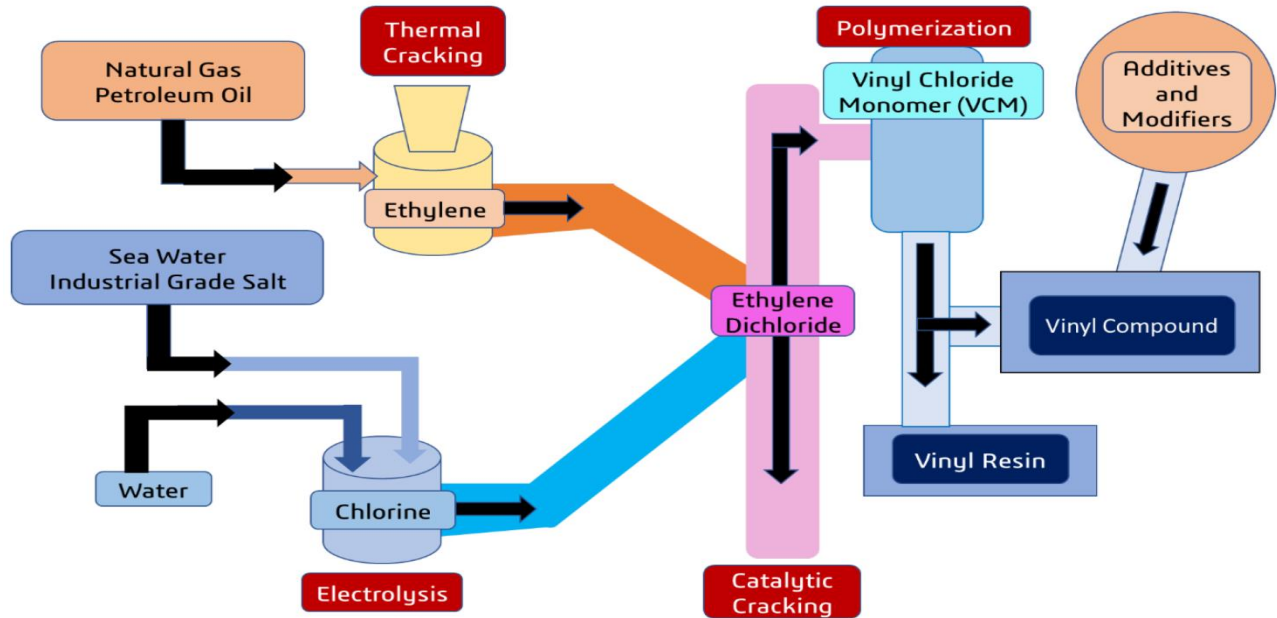 Thermal
Cracking
Polymerization
Natural Gas
Petroleum Oil
Vinyl Chloride
Monomer (VCM)
Additives
and
Modifiers
Ethylene
Sea Water
Industrial Grade Salt
Ethylene
Dichloride
Vinyl Compound
Vinyl Resin
Water
Chlorine
Electrolysis
Catalytic
Cracking